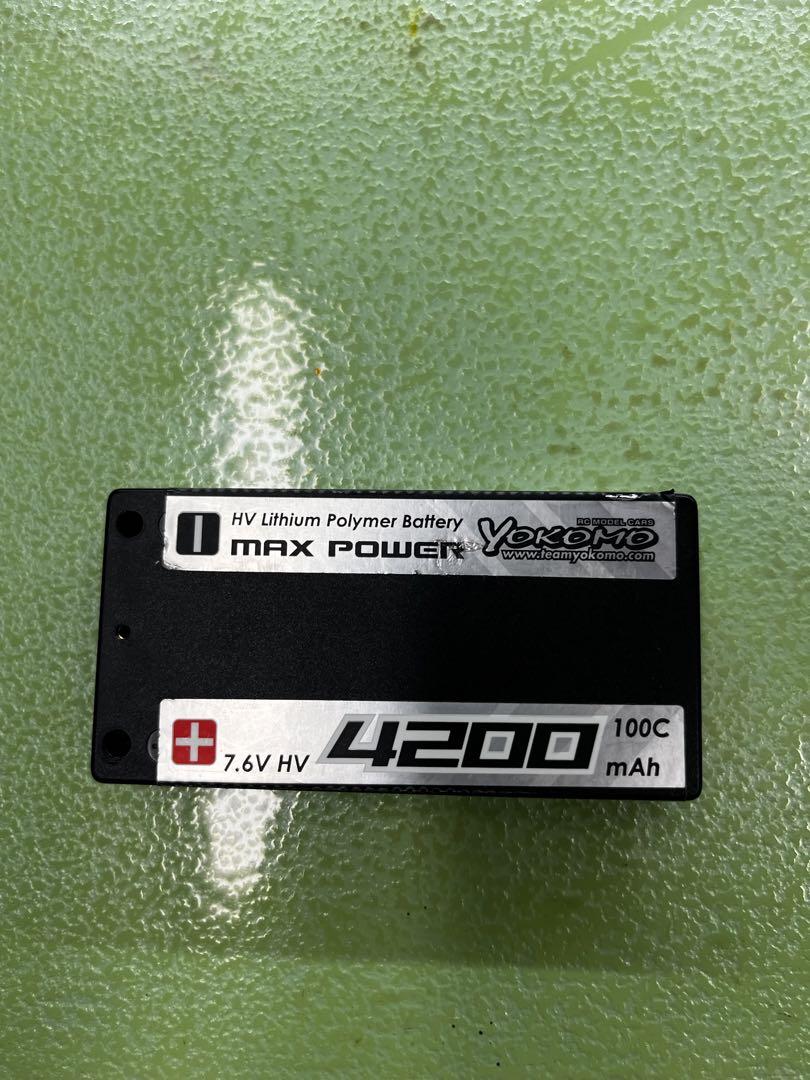 HV Lithium Polymer Battery
MAX POWER
RC MODEL CARS
YOKOMO
www.teamyokomo.com
7.6V HV
4200
100C
mAh